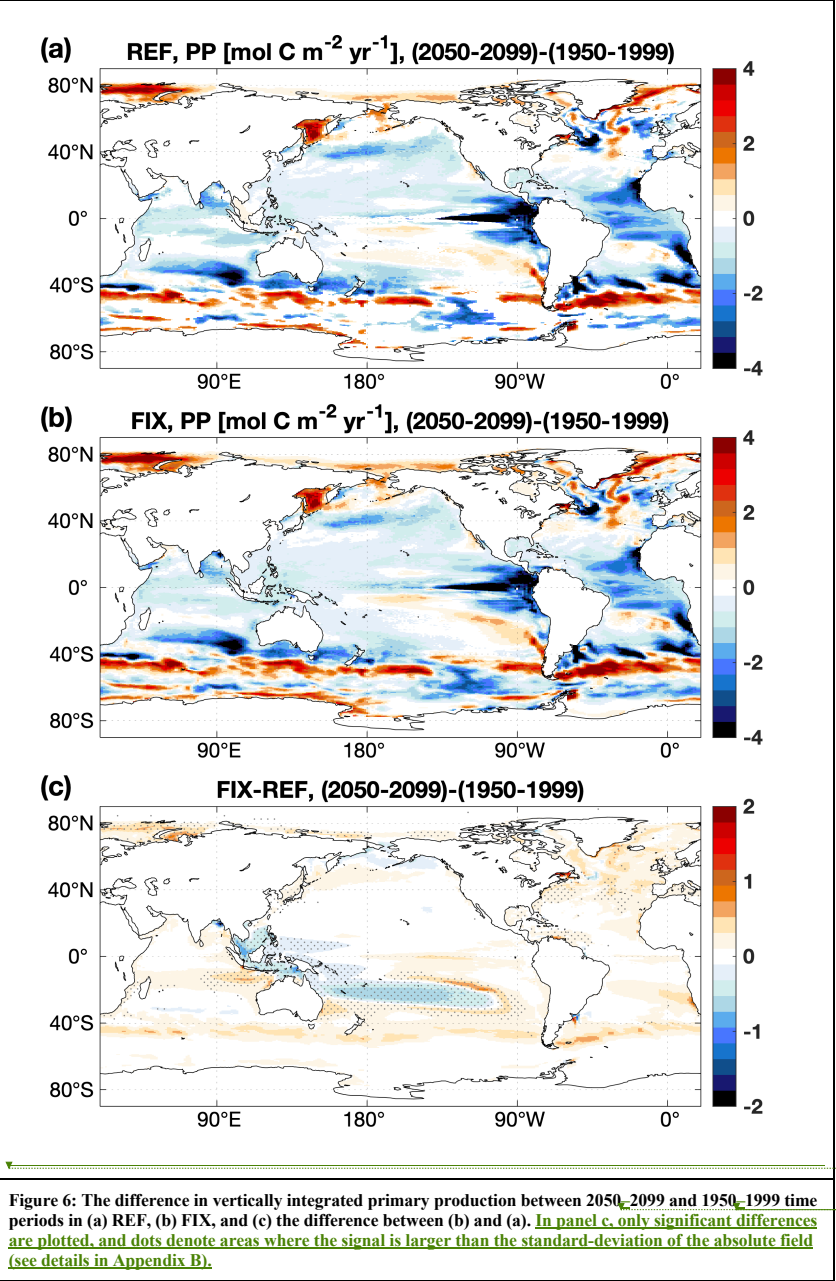 (a)
REF, PP [mol C m-2 yr-1], (2050-2099)-(1950-1999)
80°N
40°N
0°
40°S
80°S
90°E
180°
90°W
0°
4
2
0
-2
-4
(b)
FIX, PP [mol C m-2 yr-1], (2050-2099)-(1950-1999)
80°N
40°N
0°
40°S
80°S
90°E
180°
90°W
0°
4
2
0
-2
-4
(c)
FIX-REF, (2050-2099)-(1950-1999)
80°N
40°N
0°
40°S
80°S
90°E
180°
90°W
0°
2
1
0
-1
-2
Figure 6: The difference in vertically integrated primary production between 2050–2099 and 1950–1999 time
periods in (a) REF, (b) FIX, and (c) the difference between (b) and (a). In panel c, only significant differences
are plotted, and dots denote areas where the signal is larger than the standard-deviation of the absolute field
(see details in Appendix B).